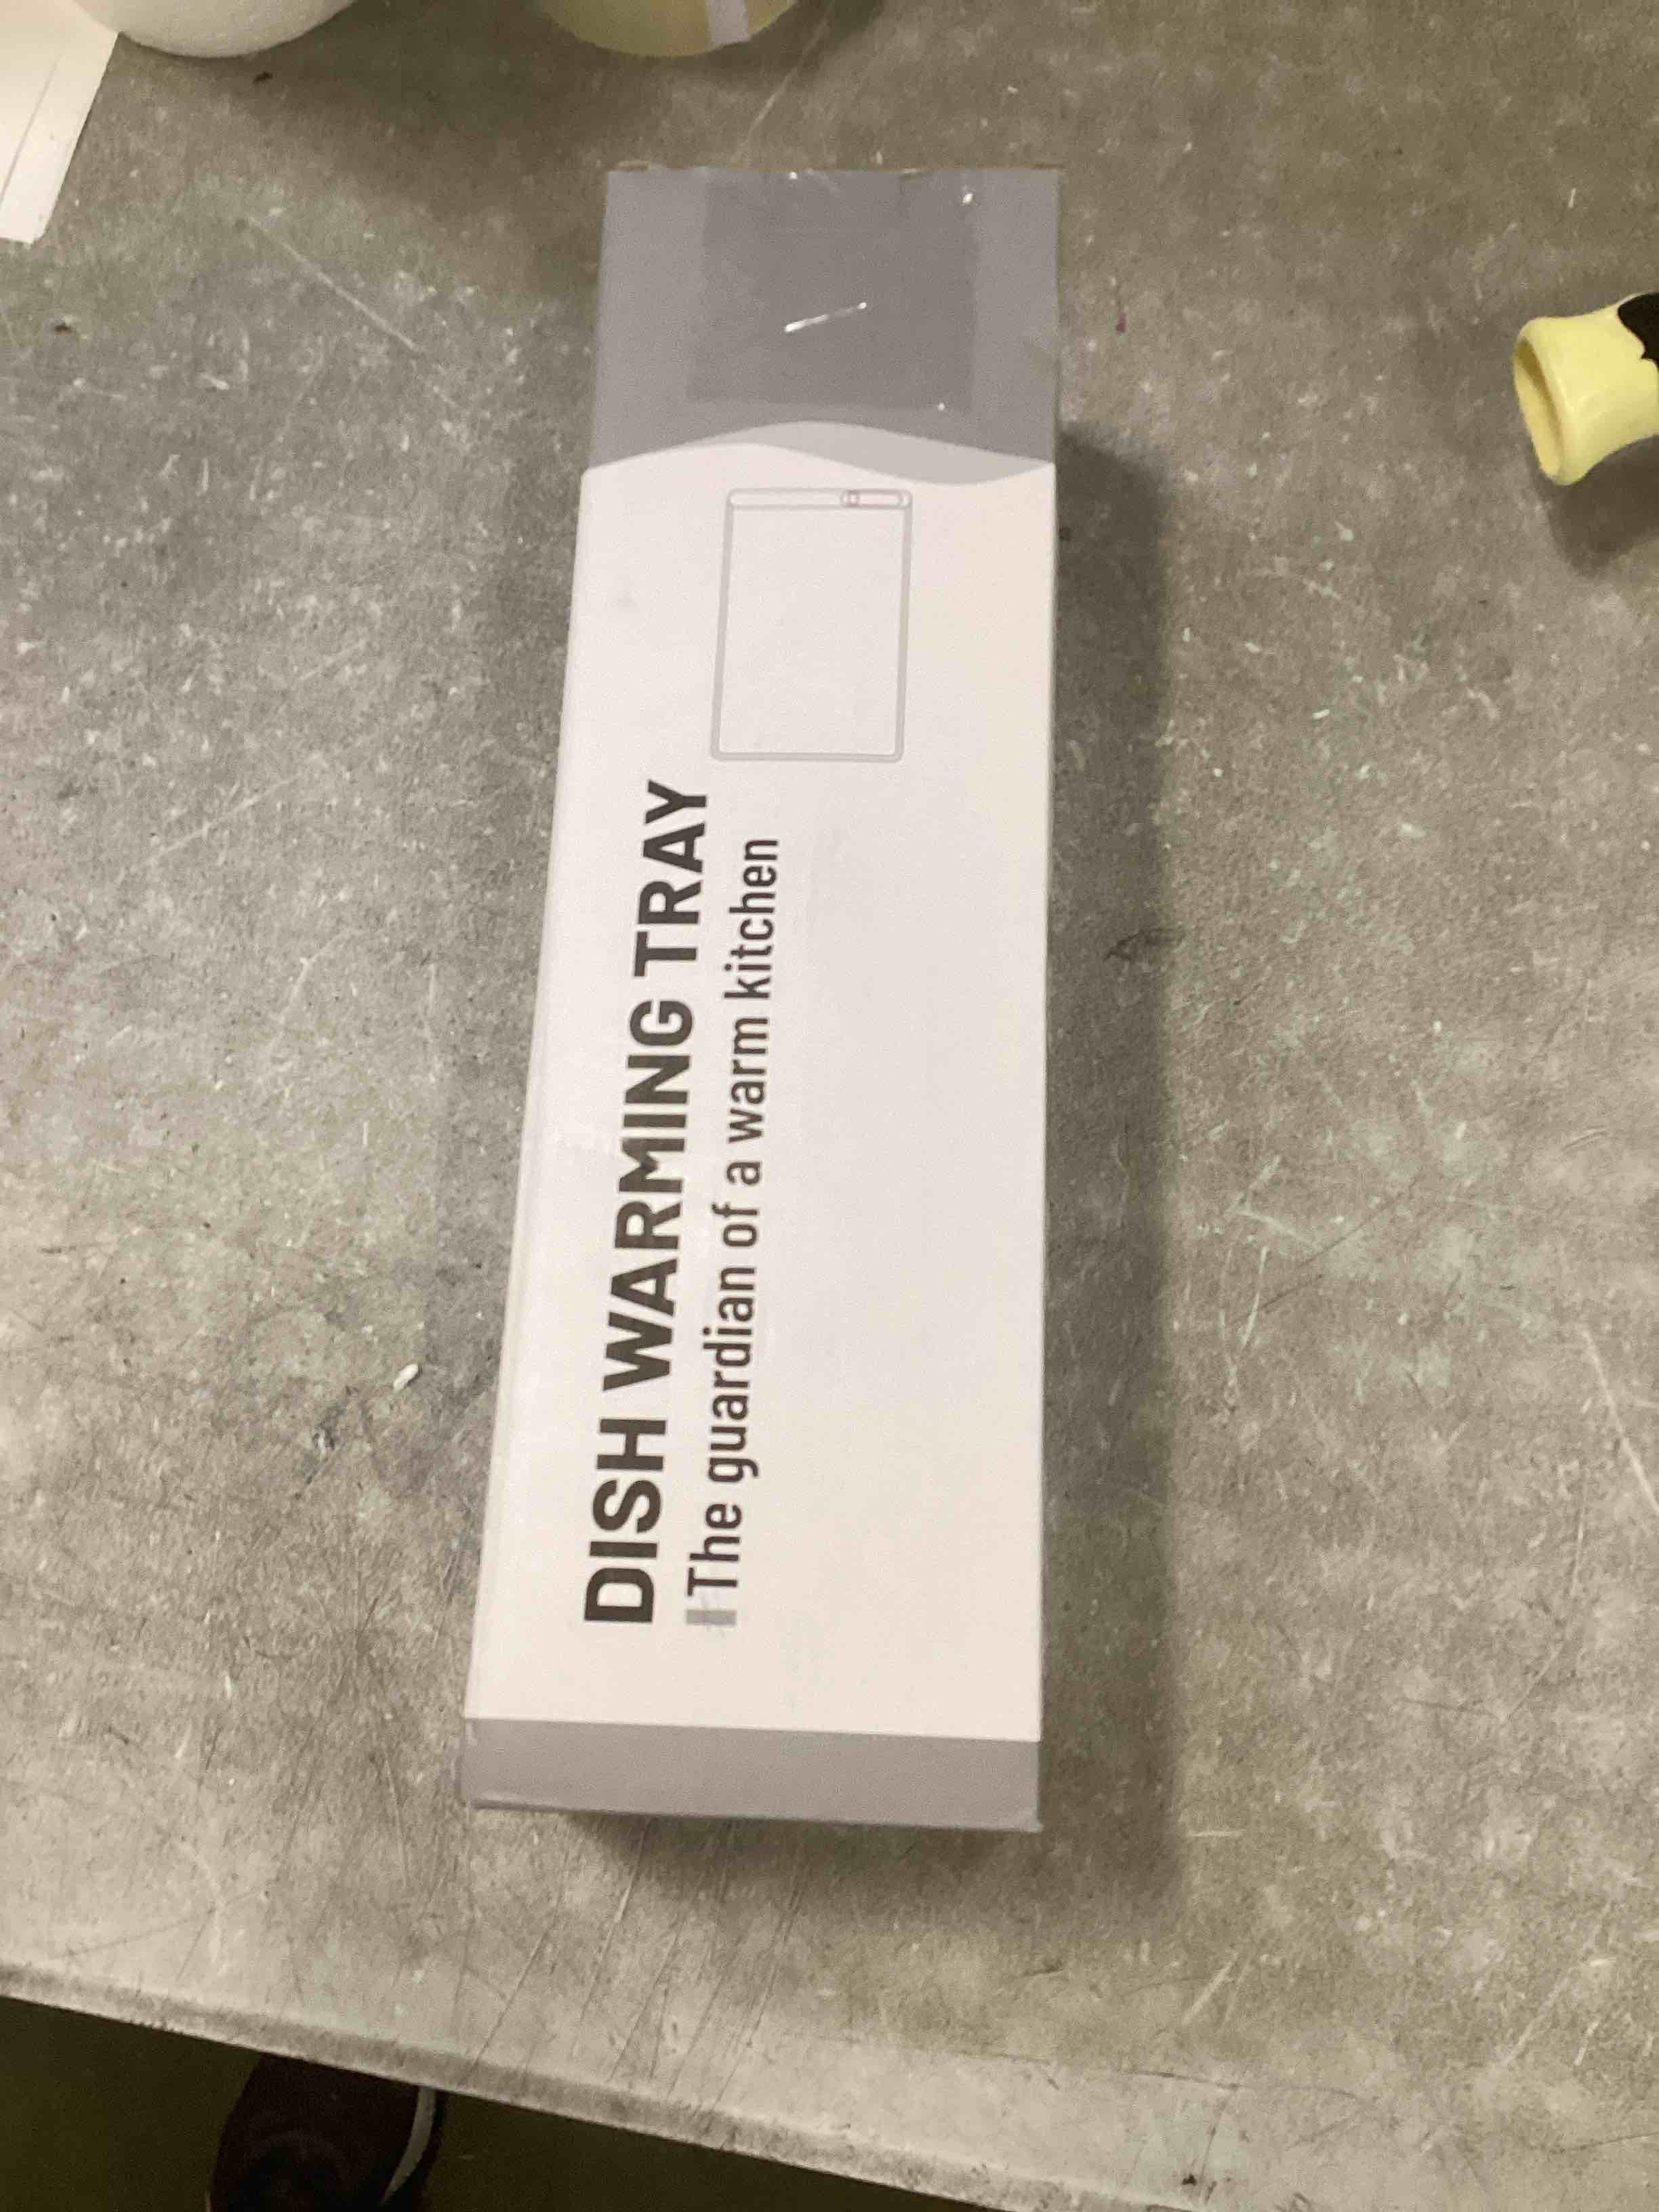 DISH WARMING TRAY
The guardian of a warm kitchen